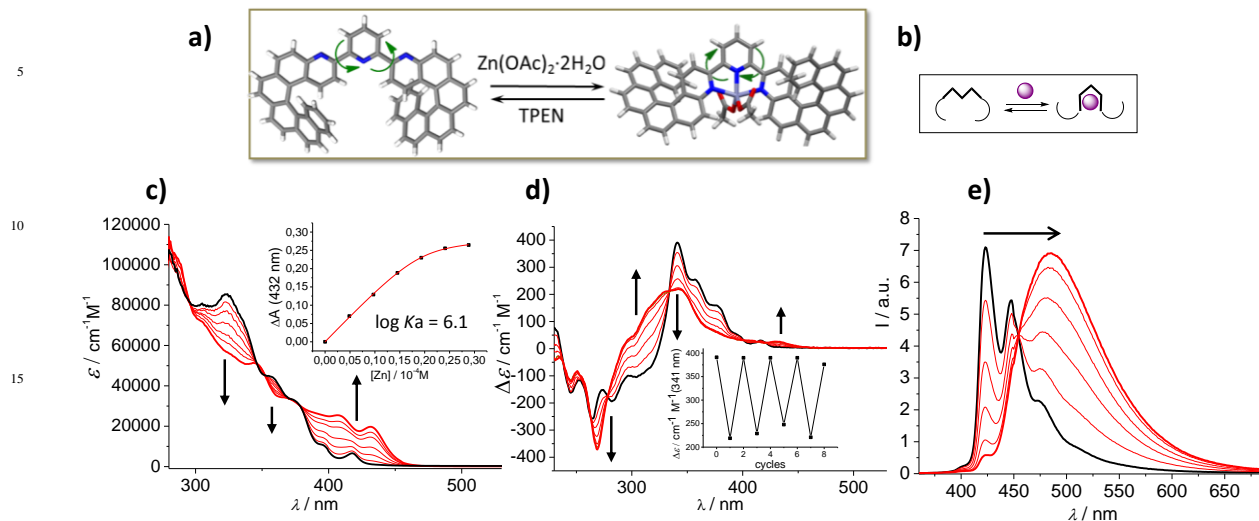 a)
Zn(OAc)₂·2H₂O
TPEN
b)
5
10
15
c)
120000
100000
80000
60000
40000
20000
0
ε / cm⁻¹M⁻¹
300
400
500
λ / nm
0,30
0,25
0,20
0,15
0,10
0,05
0,00
ΔA (432 nm)
log Ka = 6.1
0,00 0,05 0,10 0,15 0,20 0,25 0,30
[Zn] / 10⁻⁴M
d)
400
300
200
100
0
-100
-200
-300
-400
Δε / cm⁻¹ M⁻¹
300
400
500
λ / nm
400
350
300
250
200
Δε / cm⁻¹ M⁻¹(341 nm)
0 2 4 6 8
cycles
e)
8
7
6
5
4
3
2
1
0
I / a.u.
400 450 500 550 600 650
λ / nm